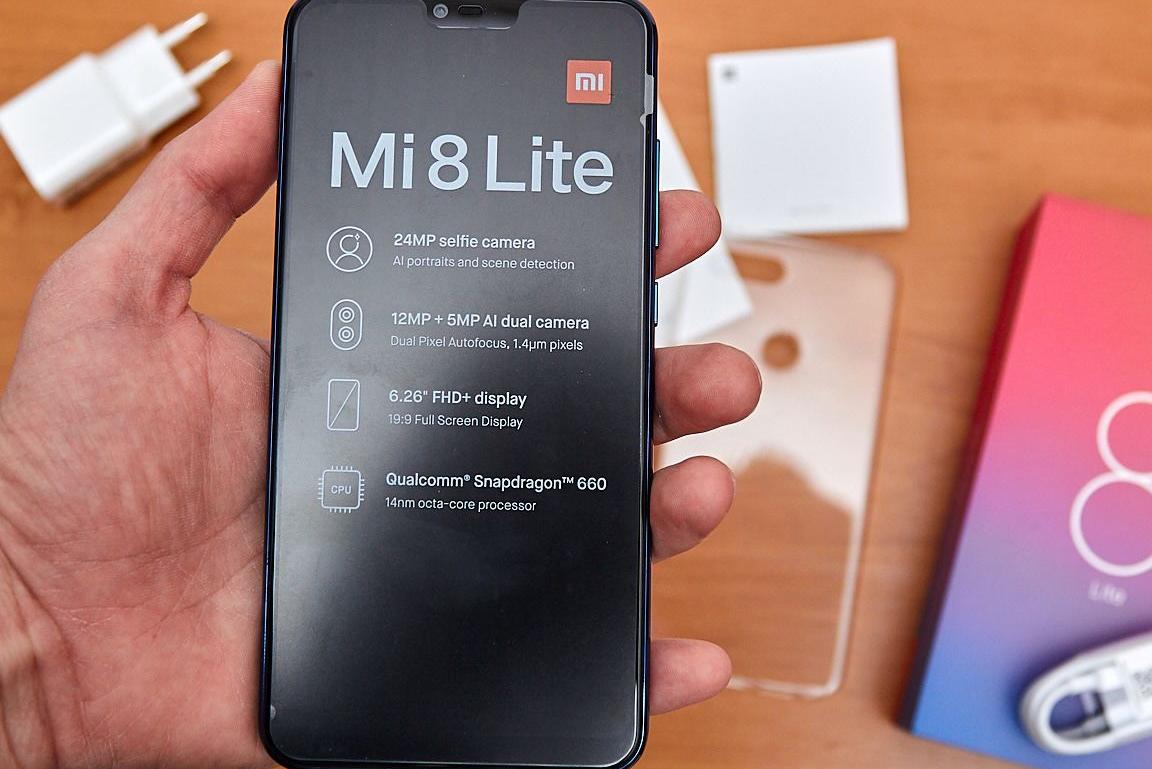 mi
Mi 8 Lite
24MP selfie camera
AI portraits and scene detection
12MP + 5MP AI dual camera
Dual Pixel Autofocus, 1.4µm pixels
6.26" FHD+ display
19:9 Full Screen Display
CPU
Qualcomm® Snapdragon™ 660
14nm octa-core processor
8
Lite